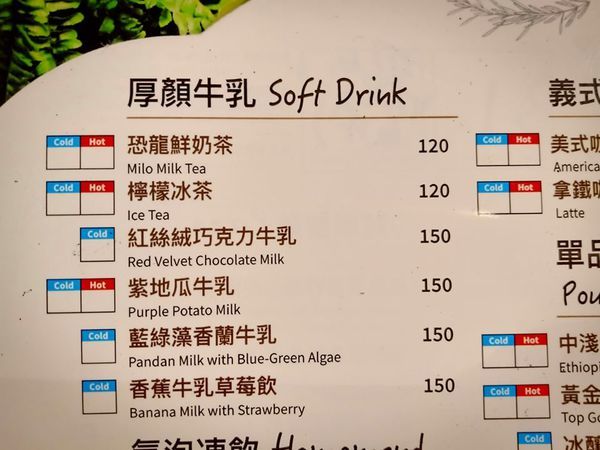 厚顏牛乳 Soft Drink
Cold Hot 恐龍鮮奶茶 120
Milo Milk Tea
Cold Hot 檸檬冰茶 120
Ice Tea
Cold 紅絲絨巧克力牛乳 150
Red Velvet Chocolate Milk
Cold Hot 紫地瓜牛乳 150
Purple Potato Milk
Cold 藍綠藻香蘭牛乳 150
Pandan Milk with Blue-Green Algae
Cold 香蕉牛乳草莓飲 150
Banana Milk with Strawberry
義式
Cold Hot 美式
America
Cold Hot 拿鐵
Latte
單品
Pou
Cold Hot 中淺
Ethiop
Cold Hot 黃金
Top Go
Cold 冰釀